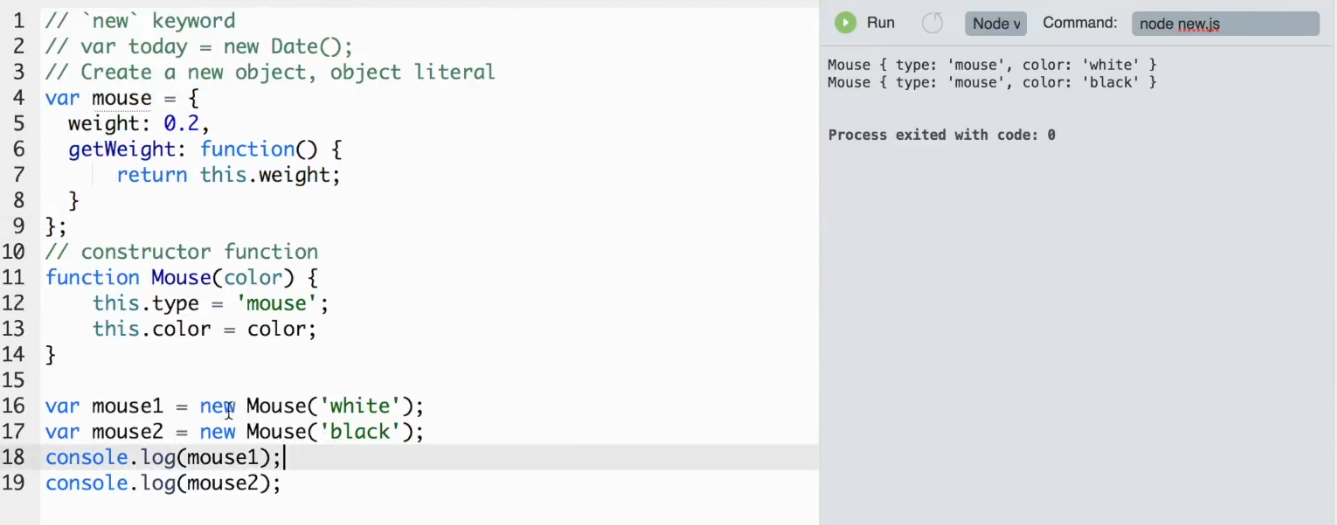 1 // `new` keyword
2 // var today = new Date();
3 // Create a new object, object literal
4 var mouse = {
5   weight: 0.2,
6   getWeight: function() {
7       return this.weight;
8   }
9 };
10 // constructor function
11 function Mouse(color) {
12     this.type = 'mouse';
13     this.color = color;
14 }
15
16 var mouse1 = new Mouse('white');
17 var mouse2 = new Mouse('black');
18 console.log(mouse1);
19 console.log(mouse2);
Run Node v Command: node new.js
Mouse { type: 'mouse', color: 'white' }
Mouse { type: 'mouse', color: 'black' }
Process exited with code: 0